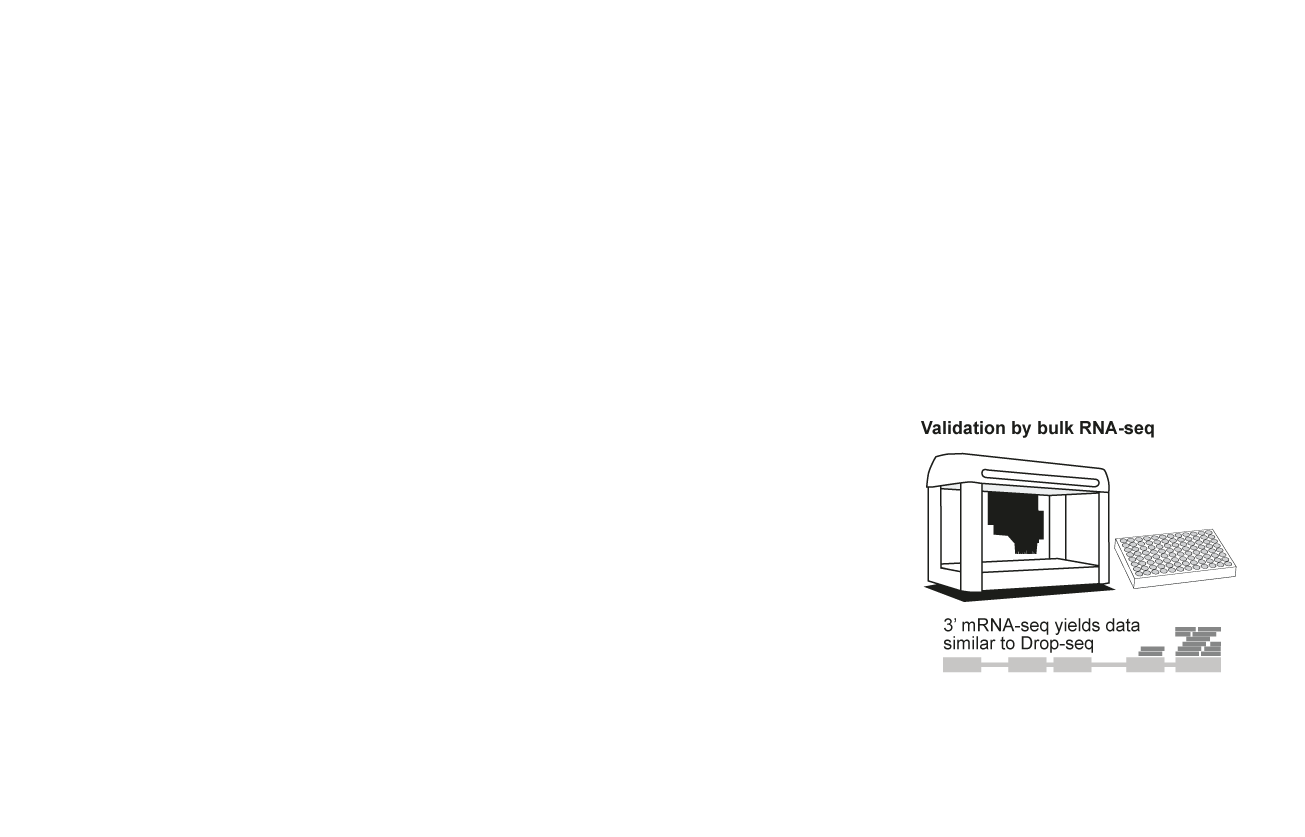 Validation by bulk RNA-seq
3’ mRNA-seq yields data
similar to Drop-seq